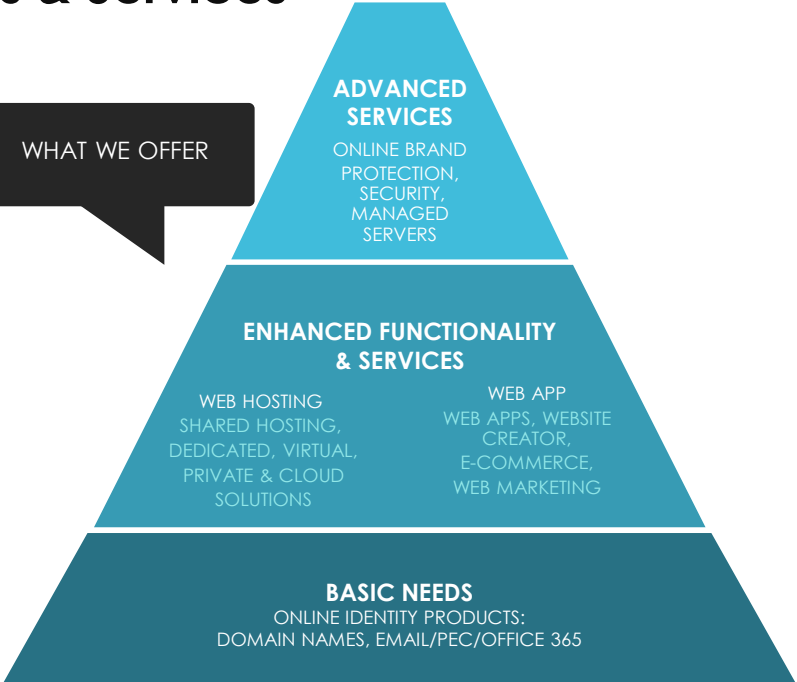 & services
WHAT WE OFFER
ADVANCED
SERVICES
ONLINE BRAND
PROTECTION,
SECURITY,
MANAGED
SERVERS
ENHANCED FUNCTIONALITY
& SERVICES
WEB HOSTING
SHARED HOSTING,
DEDICATED, VIRTUAL,
PRIVATE & CLOUD
SOLUTIONS
WEB APP
WEB APPS, WEBSITE
CREATOR,
E-COMMERCE,
WEB MARKETING
BASIC NEEDS
ONLINE IDENTITY PRODUCTS:
DOMAIN NAMES, EMAIL/PEC/OFFICE 365